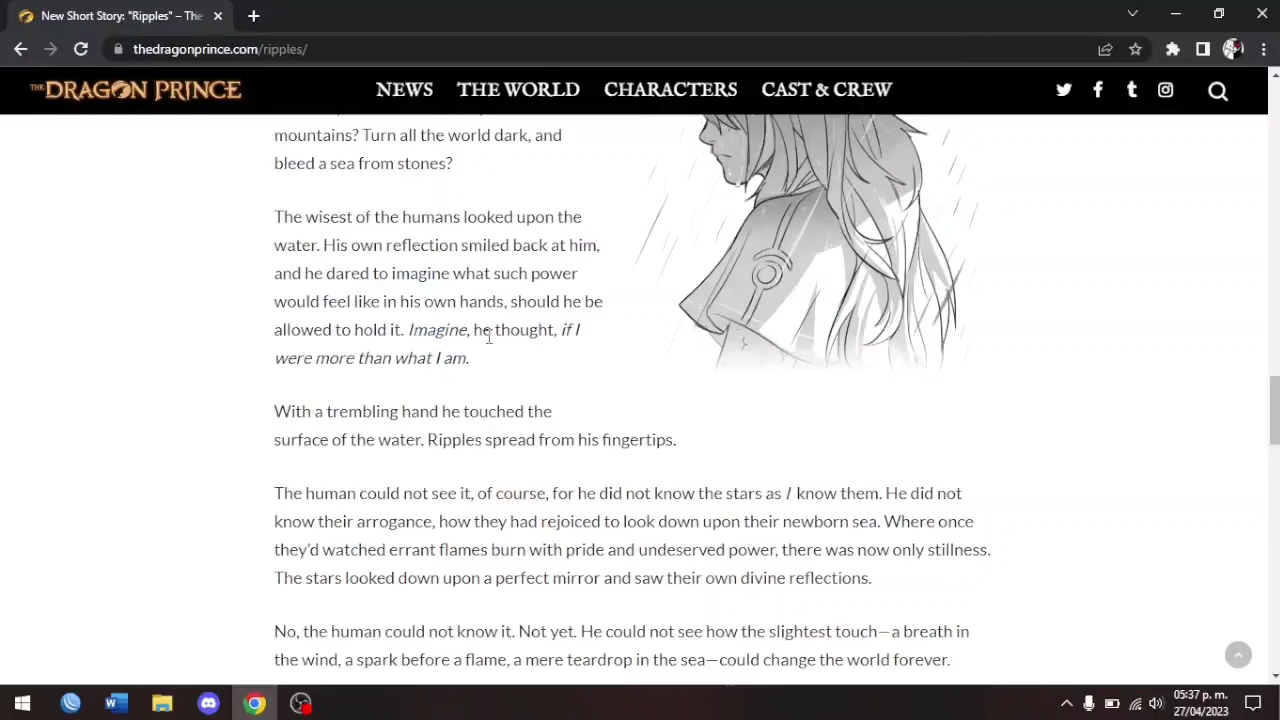 New Short Story: "Ripples" – The
thedragonprince.com/ripples/
THE DRAGON PRINCE
NEWS THE WORLD CHARACTERS CAST & CREW
mountains? Turn all the world dark, and
bleed a sea from stones?
The wisest of the humans looked upon the
water. His own reflection smiled back at him,
and he dared to imagine what such power
would feel like in his own hands, should he be
allowed to hold it. Imagine, he thought, if I
were more than what I am.
With a trembling hand he touched the
surface of the water. Ripples spread from his fingertips.
The human could not see it, of course, for he did not know the stars as I know them. He did not
know their arrogance, how they had rejoiced to look down upon their newborn sea. Where once
they'd watched errant flames burn with pride and undeserved power, there was now only stillness.
The stars looked down upon a perfect mirror and saw their own divine reflections.
No, the human could not know it. Not yet. He could not see how the slightest touch—a breath in
the wind, a spark before a flame, a mere teardrop in the sea—could change the world forever.
05:37 p. m.
27/04/2023